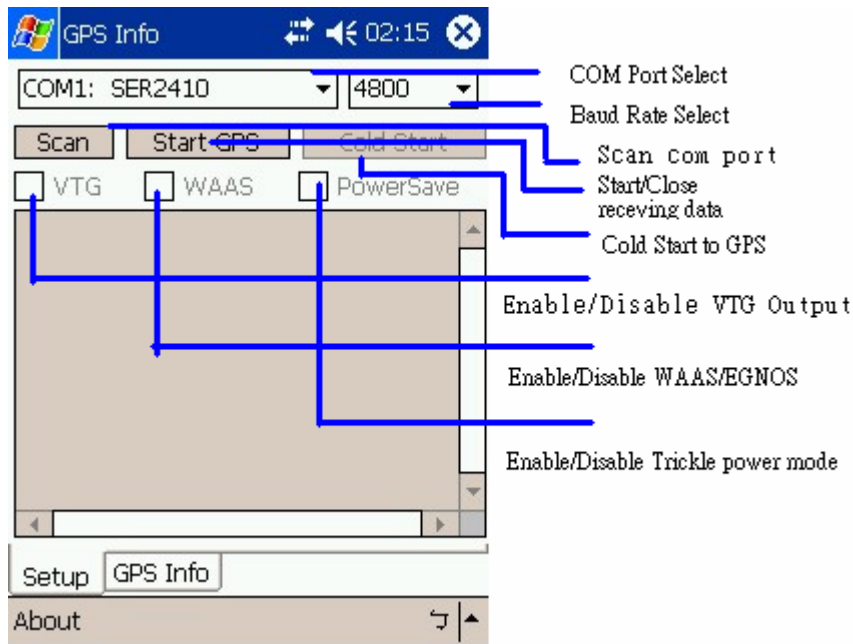 GPS Info 02:15
COM1: SER2410 4800
Scan Start GPS Cold Start
VTG WAAS PowerSave
Setup GPS Info
About
COM Port Select
Baud Rate Select
Scan com port
Start/Close
receving data
Cold Start to GPS
Enable/Disable VTG Output
Enable/Disable WAAS/EGNOS
Enable/Disable Trickle power mode